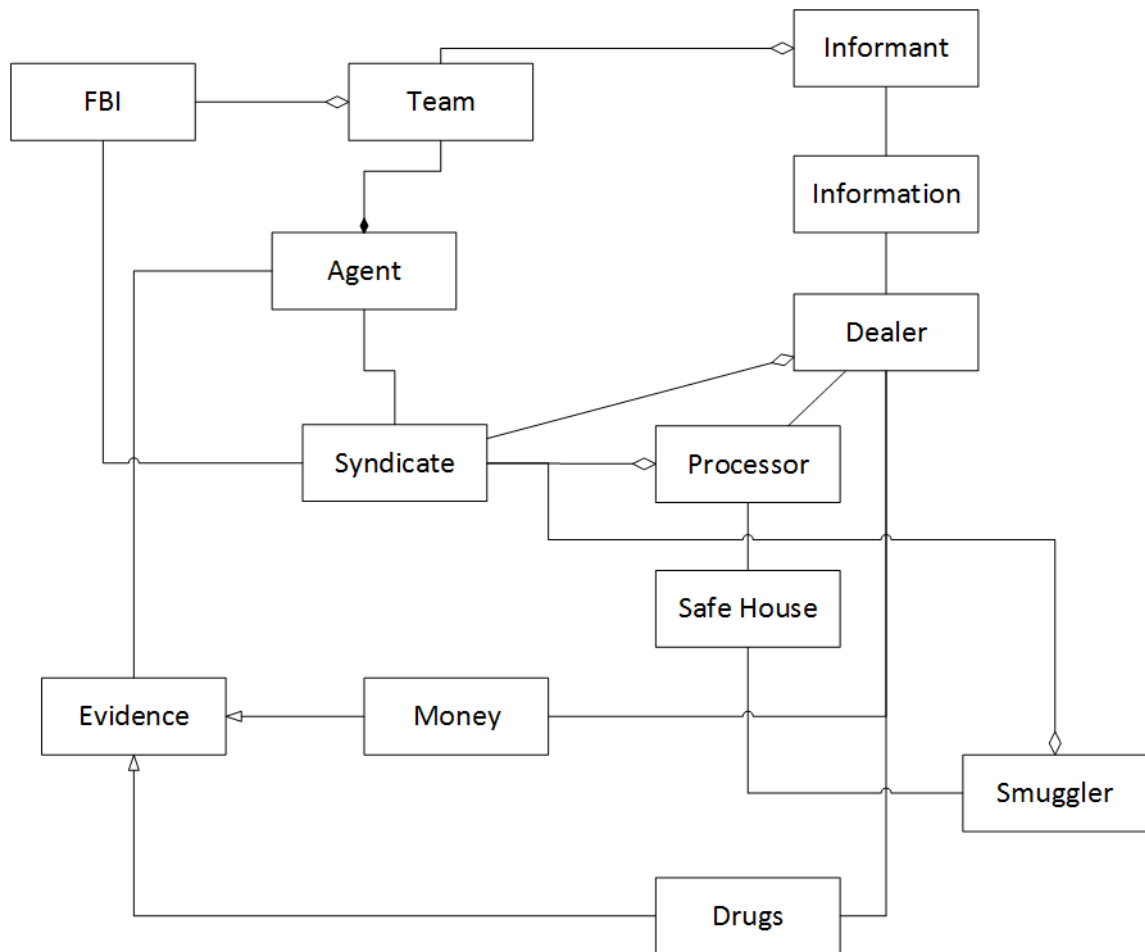 Informant
FBI
Team
Information
Agent
Dealer
Syndicate
Processor
Safe House
Evidence
Money
Smuggler
Drugs